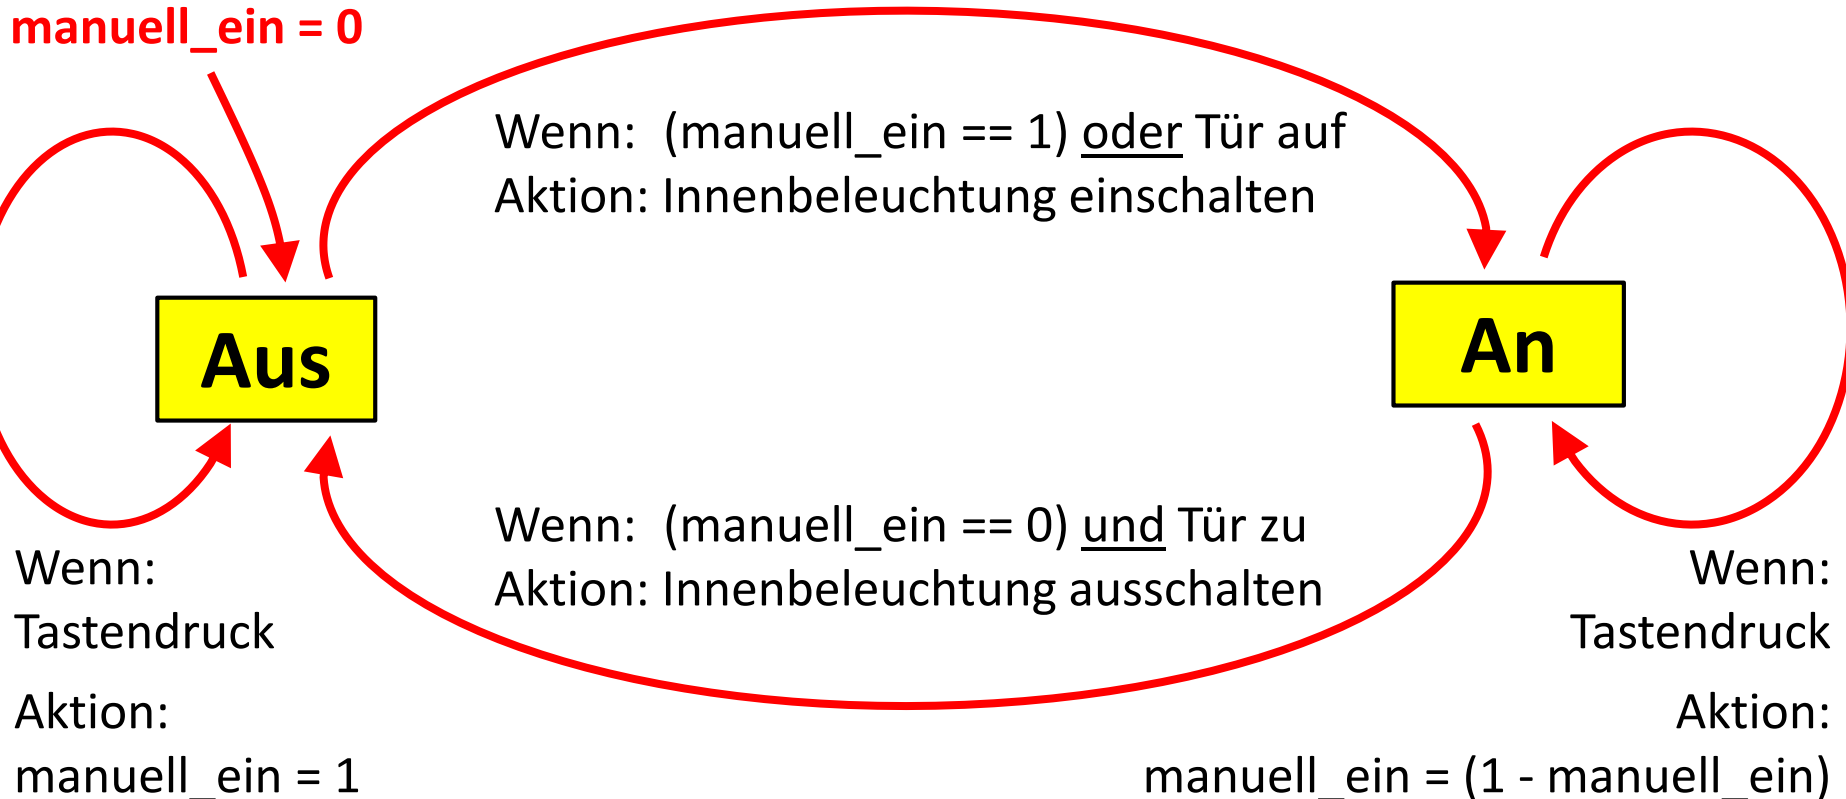 manuell_ein = 0
Wenn: (manuell_ein == 1) oder Tür auf
Aktion: Innenbeleuchtung einschalten
Aus
An
Wenn: (manuell_ein == 0) und Tür zu
Aktion: Innenbeleuchtung ausschalten
Wenn:
Tastendruck
Aktion:
manuell_ein = 1
Wenn:
Tastendruck
Aktion:
manuell_ein = (1 - manuell_ein)